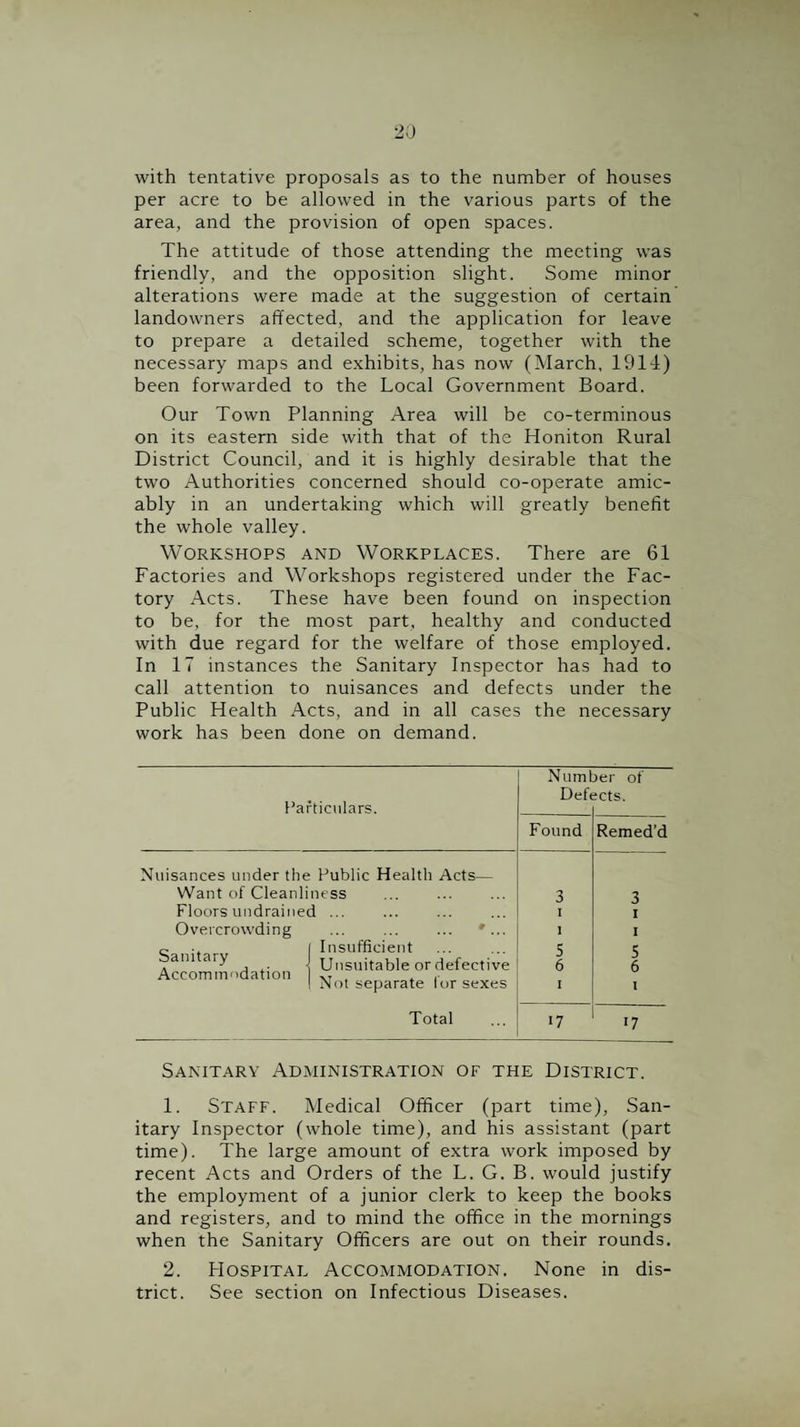 20
with tentative proposals as to the number of houses
per acre to be allowed in the various parts of the
area, and the provision of open spaces.
The attitude of those attending the meeting was
friendly, and the opposition slight. Some minor
alterations were made at the suggestion of certain
landowners affected, and the application for leave
to prepare a detailed scheme, together with the
necessary maps and exhibits, has now (March, 1914)
been forwarded to the Local Government Board.
Our Town Planning Area will be co-terminous
on its eastern side with that of the Honiton Rural
District Council, and it is highly desirable that the
two Authorities concerned should co-operate amic-
ably in an undertaking which will greatly benefit
the whole valley.
WORKSHOPS AND WORKPLACES. There are 61
Factories and Workshops registered under the Fac-
tory Acts. These have been found on inspection
to be, for the most part, healthy and conducted
with due regard for the welfare of those employed.
In 17 instances the Sanitary Inspector has had to
call attention to nuisances and defects under the
Public Health Acts, and in all cases the necessary
work has been done on demand.
Particulars. Number of
Defects.
Found Remed'd
Nuisances under the Public Health Acts—
Want of Cleanliness ... ... ... 3 3
Floors undrained ... ... ... ... 1 1
Overcrowding ... ... ... ... 1 1
Sanitary Accommodation { Insufficient ... ... 5 5
Unsuitable or defective 6 6
Not separate for sexes 1 1
Total ... 17 17
SANITARY ADMINISTRATION OF THE DISTRICT.
1. STAFF. Medical Officer (part time), San-
itary Inspector (whole time), and his assistant (part
time). The large amount of extra work imposed by
recent Acts and Orders of the L. G. B. would justify
the employment of a junior clerk to keep the books
and registers, and to mind the office in the mornings
when the Sanitary Officers are out on their rounds.
2. HOSPITAL ACCOMMODATION. None in dis-
trict. See section on Infectious Diseases.